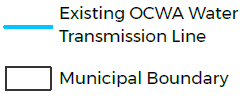 Existing OCWA Water
Transmission Line
Municipal Boundary